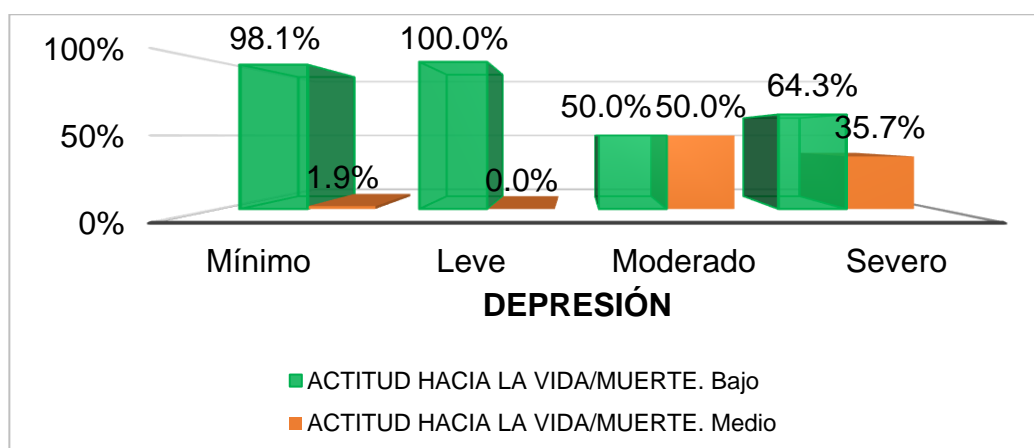 98.1% 100.0%
100%
64.3%
50.0% 50.0%
35.7%
50%
1.9% 0.0%
0%
Mínimo Leve Moderado Severo
DEPRESIÓN
ACTITUD HACIA LA VIDA/MUERTE. Bajo
ACTITUD HACIA LA VIDA/MUERTE. Medio